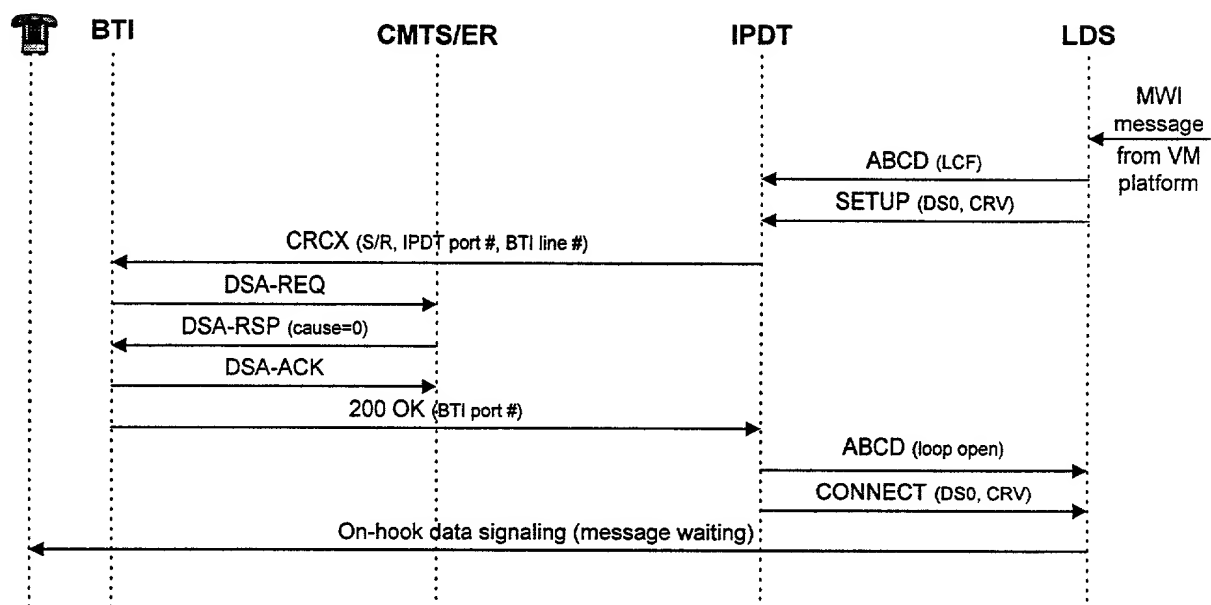 BTI
CMTS/ER
IPDT
LDS
MWI
message
from VM
platform
ABCD (LCF)
SETUP (DS0, CRV)
CRCX (S/R, IPDT port #, BTI line #)
DSA-REQ
DSA-RSP (cause=0)
DSA-ACK
200 OK (BTI port #)
ABCD (loop open)
CONNECT (DS0, CRV)
On-hook data signaling (message waiting)